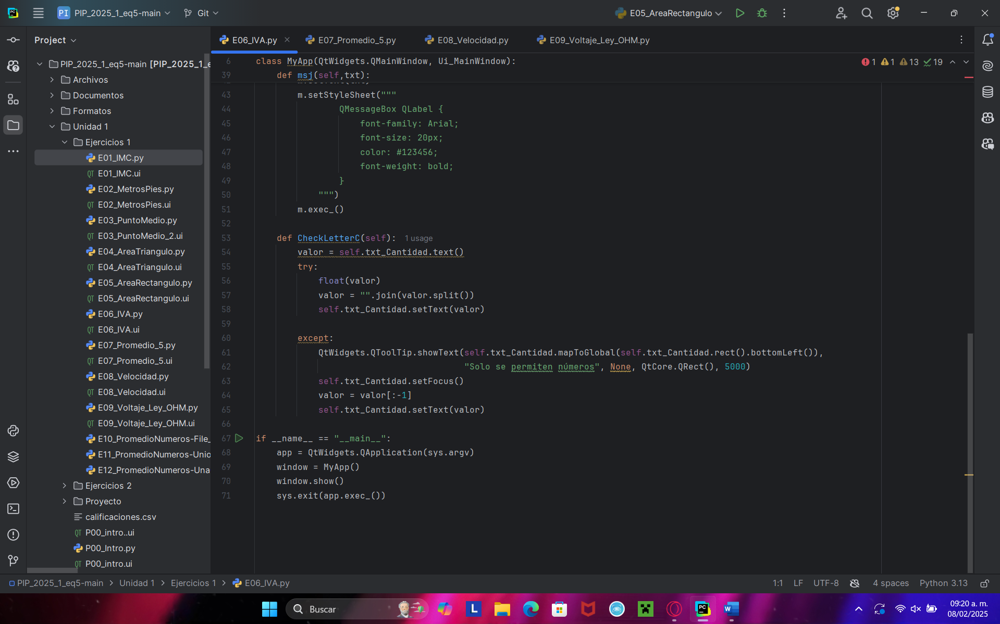 PI PIP_2025_1_eq5-main Git E05_AreaRectangulo
Project
E06_IVA.py E07_Promedio_5.py E08_Velocidad.py E09_Voltaje_Ley_OHM.py
PIP_2025_1_eq5-main [PIP_2025_1_e
Archivos
Documentos
Formatos
Unidad 1
Ejercicios 1
E01_IMC.py
E01_IMC.ui
E02_MetrosPies.py
E02_MetrosPies.ui
E03_PuntoMedio.py
E03_PuntoMedio_2.ui
E04_AreaTriangulo.py
E04_AreaTriangulo.ui
E05_AreaRectangulo.py
E05_AreaRectangulo.ui
E06_IVA.py
E06_IVA.ui
E07_Promedio_5.py
E07_Promedio_5.ui
E08_Velocidad.py
E08_Velocidad.ui
E09_Voltaje_Ley_OHM.py
E09_Voltaje_Ley_OHM.ui
E10_PromedioNumeros-File_
E11_PromedioNumeros-Unio
E12_PromedioNumeros-Una
Ejercicios 2
Proyecto
calificaciones.csv
P00_intro..ui
P00_Intro.py
P00_intro.ui
6 class MyApp(QtWidgets.QMainWindow, Ui_MainWindow):
1 1 13 19
39 def msj(self,txt):
43 m.setStyleSheet("""
44 QMessageBox QLabel {
45 font-family: Arial;
46 font-size: 20px;
47 color: #123456;
48 font-weight: bold;
49 }
50 """)
51 m.exec_()
52
53 def CheckLetterC(self): 1 usage
54 valor = self.txt_Cantidad.text()
55 try:
56 float(valor)
57 valor = "".join(valor.split())
58 self.txt_Cantidad.setText(valor)
59
60 except:
61 QtWidgets.QToolTip.showText(self.txt_Cantidad.mapToGlobal(self.txt_Cantidad.rect().bottomLeft()),
62 "Solo se permiten números", None, QtCore.QRect(), 5000)
63 self.txt_Cantidad.setFocus()
64 valor = valor[:-1]
65 self.txt_Cantidad.setText(valor)
66
67 if __name__ == "__main__":
68 app = QtWidgets.QApplication(sys.argv)
69 window = MyApp()
70 window.show()
71 sys.exit(app.exec_())
PIP_2025_1_eq5-main > Unidad 1 > Ejercicios 1 > E06_IVA.py
1:1 LF UTF-8 4 spaces Python 3.13
Buscar
09:20 a. m.
08/02/2025